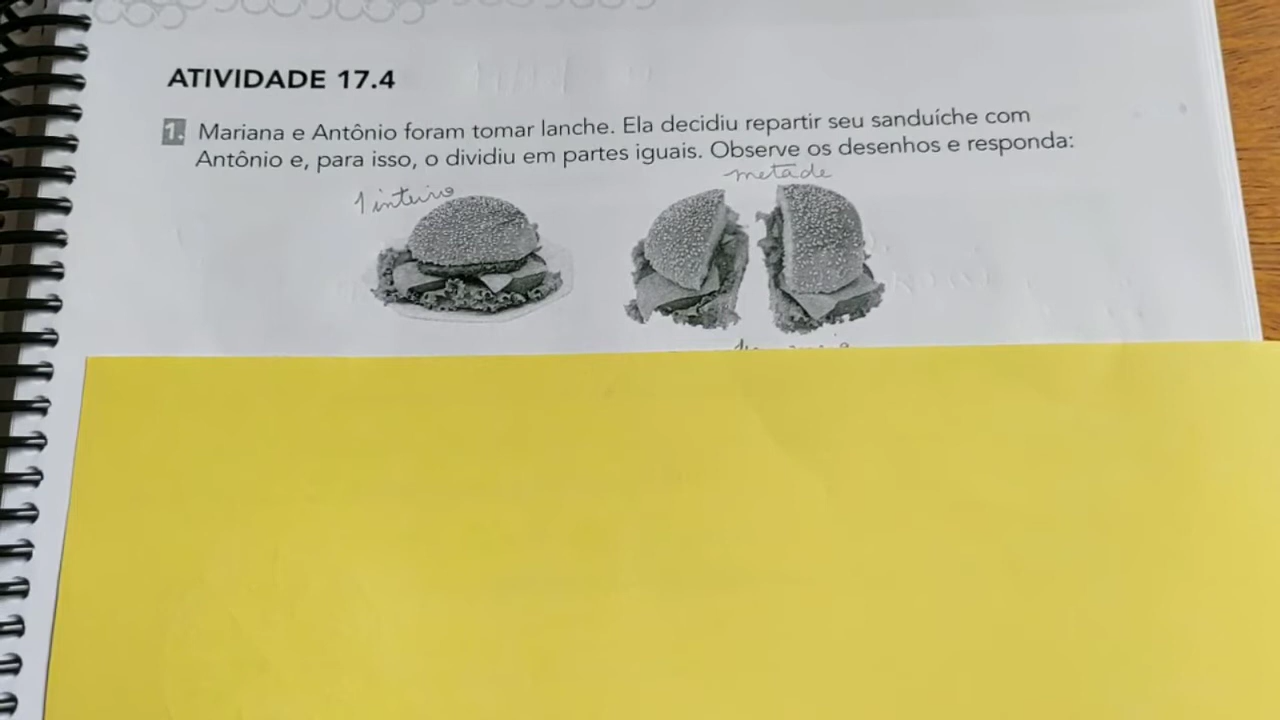 ATIVIDADE 17.4
1. Mariana e Antônio foram tomar lanche. Ela decidiu repartir seu sanduíche com
Antônio e, para isso, o dividiu em partes iguais. Observe os desenhos e responda:
1 inteiro
metade